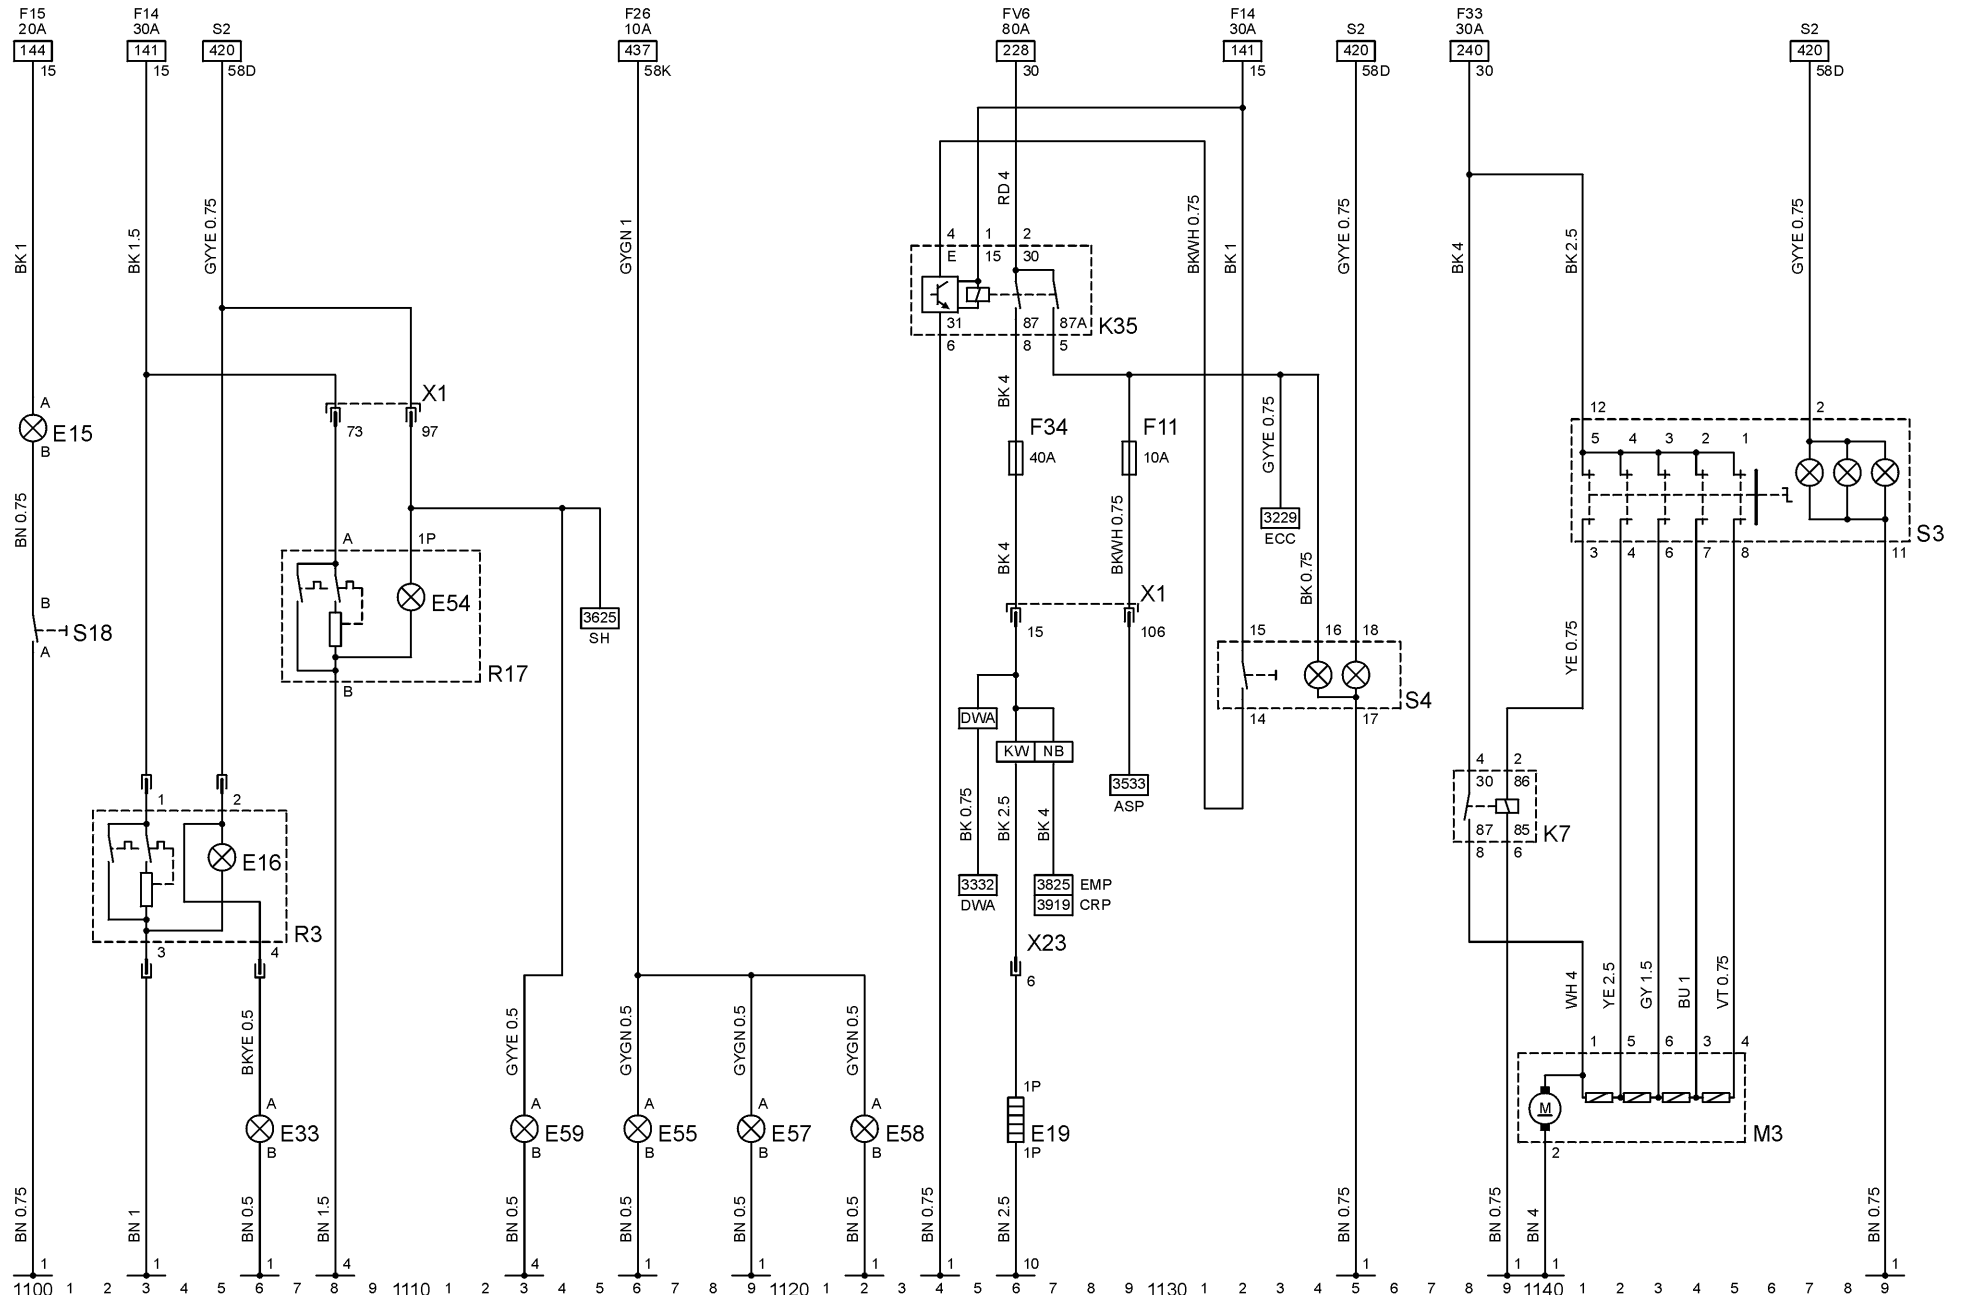 F15 F14 F26 FV6 F14 F33
20A 30A S2 10A 80A 30A S2 30A S2
144 141 420 437 228 141 420 240 420
15 15 58D 58K 30 15 58D 30 58D
BK 1 BK 1.5 GYYE 0.75 GYGN 1 RD 4 BKWH 0.75 BK 1 GYYE 0.75 BK 4 BK 2.5 GYYE 0.75
4 1 2
E 15 30
31 87 87A K35
6 8 5
X1
73 97
A
E15
B
BK 4 GYYE 0.75
F34 F11
40A 10A
12 2
5 4 3 2 1
S3
3 4 6 7 8 11
BN 0.75 BK 4 BKWH 0.75
3229
ECC
BK 0.75
A 1P
E54
R17
B
3625
SH
B
S18
A
X1
15 106
15 16 18
S4
14 17
YE 0.75
DWA
KW NB
3533
ASP
BK 0.75 BK 2.5 BK 4
3332 3825 EMP
DWA 3919 CRP
4 2
30 86
87 85 K7
8 6
1 2
E16
R3
3 4
X23
6
BKYE 0.5 GYYE 0.5 GYGN 0.5 GYGN 0.5 GYGN 0.5
WH 4 YE 2.5 GY 1.5 BU 1 VT 0.75
1 5 6 3 4
M
M3
2
A A A A A 1P
E33 E59 E55 E57 E58 E19
B B B B B 1P
BN 0.75 BN 1 BN 0.5 BN 1.5 BN 0.5 BN 0.5 BN 0.5 BN 0.5 BN 0.75 BN 2.5 BN 0.75 BN 0.75 BN 4 BN 0.75
1 1 1 4 4 1 1 1 1 10 1 1 1 1
1100 1 2 3 4 5 6 7 8 9 1110 1 2 3 4 5 6 7 8 9 1120 1 2 3 4 5 6 7 8 9 1130 1 2 3 4 5 6 7 8 9 1140 1 2 3 4 5 6 7 8 9